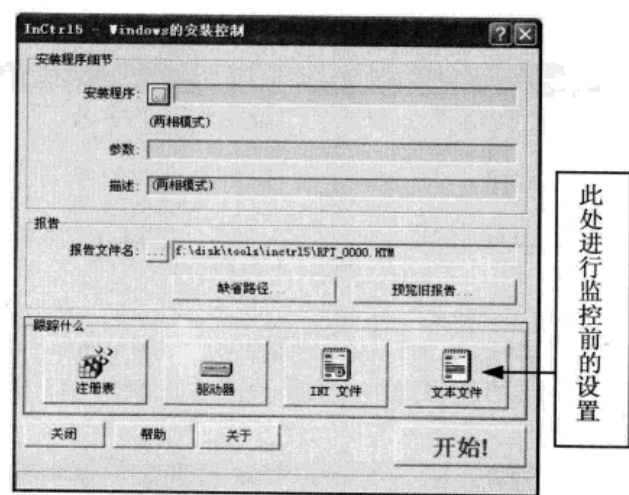 InCtrl5 - Windows的安装控制
安装程序细节
安装程序:
(两相模式)
参数:
描述: (两相模式)
报告
报告文件名: ... f:\disk\tools\inctrl5\RPT_0000.HTM
缺省路径...
预览旧报告...
跟踪什么
注册表
驱动器
INI 文件
文本文件
关闭
帮助
关于
开始!
此处进行监控前的设置